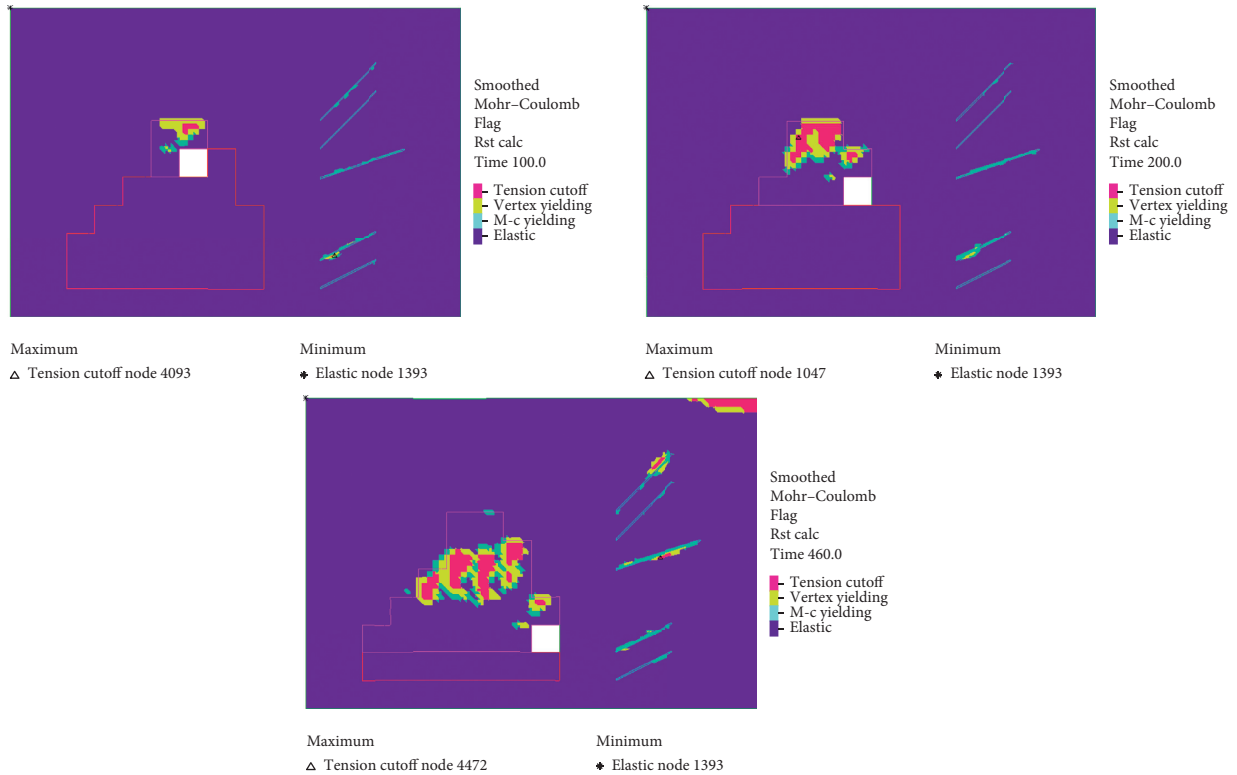 Smoothed
Mohr–Coulomb
Flag
Rst calc
Time 100.0
Tension cutoff
Vertex yielding
M-c yielding
Elastic
Maximum
Tension cutoff node 4093
Minimum
Elastic node 1393
Smoothed
Mohr–Coulomb
Flag
Rst calc
Time 200.0
Tension cutoff
Vertex yielding
M-c yielding
Elastic
Maximum
Tension cutoff node 1047
Minimum
Elastic node 1393
Smoothed
Mohr–Coulomb
Flag
Rst calc
Time 460.0
Tension cutoff
Vertex yielding
M-c yielding
Elastic
Maximum
Tension cutoff node 4472
Minimum
Elastic node 1393